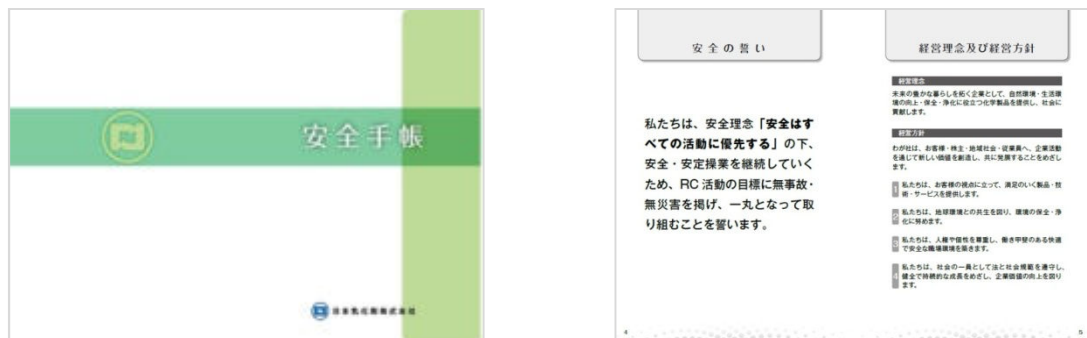 安全手帳
安全の誓い
私たちは、安全理念「安全はす
べての活動に優先する」の下、
安全・安定操業を継続していく
ため、RC 活動の目標に無事故・
無災害を掲げ、一丸となって取
り組むことを誓います。
4
経営理念及び経営方針
経営理念
未来の豊かな暮らしを拓く企業として、自然環境・生活環
境の向上・保全・浄化に役立つ化学製品を提供し、社会に
貢献します。
経営方針
わが社は、お客様・株主・地域社会・従業員へ、企業活動
を通じて新しい価値を創造し、共に発展することをめざし
ます。
1 私たちは、お客様の視点に立って、満足のいく製品・技
術・サービスを提供します。
2 私たちは、地球環境との共生を図り、環境の保全・浄
化に努めます。
3 私たちは、人権や個性を尊重し、働き甲斐のある快適
で安全な職場環境を築きます。
4 私たちは、社会の一員として法と社会規範を遵守し、
健全で持続的な成長をめざし、企業価値の向上を図り
ます。
5